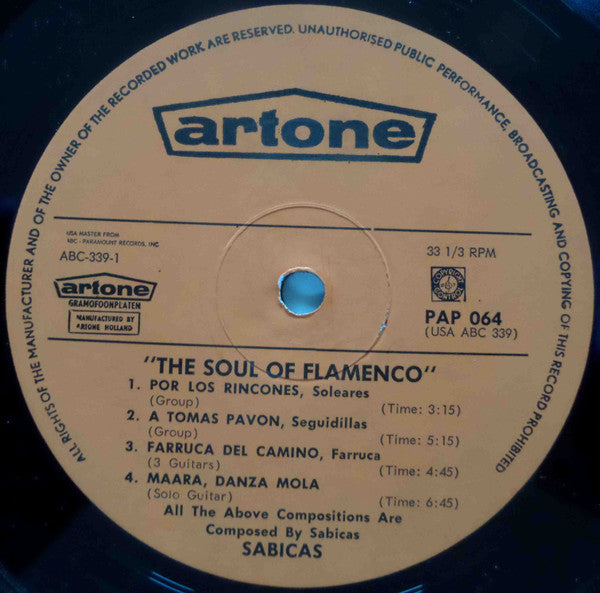 ALL RIGHTS OF THE MANUFACTURER AND OF THE OWNER OF THE RECORDED WORK ARE RESERVED. UNAUTHORISED PUBLIC PERFORMANCE, BROADCASTING AND COPYING OF THIS RECORD PROHIBITED
artone
USA MASTER FROM
ABC-PARAMOUNT RECORDS, INC
ABC-339-1
33 1/3 RPM
artone
GRAMOFOONPLATEN
MANUFACTURED BY
ARTONE HOLLAND
COPYRIGHT
CONTROL
PAP 064
(USA ABC 339)
"THE SOUL OF FLAMENCO"
1. POR LOS RINCONES, Soleares
(Group) (Time: 3:15)
2. A TOMAS PAVON, Seguidillas
(Group) (Time: 5:15)
3. FARRUCA DEL CAMINO, Farruca
(3 Guitars) (Time: 4:45)
4. MAARA, DANZA MOLA
(Solo Guitar) (Time: 6:45)
All The Above Compositions Are
Composed By Sabicas
SABICAS